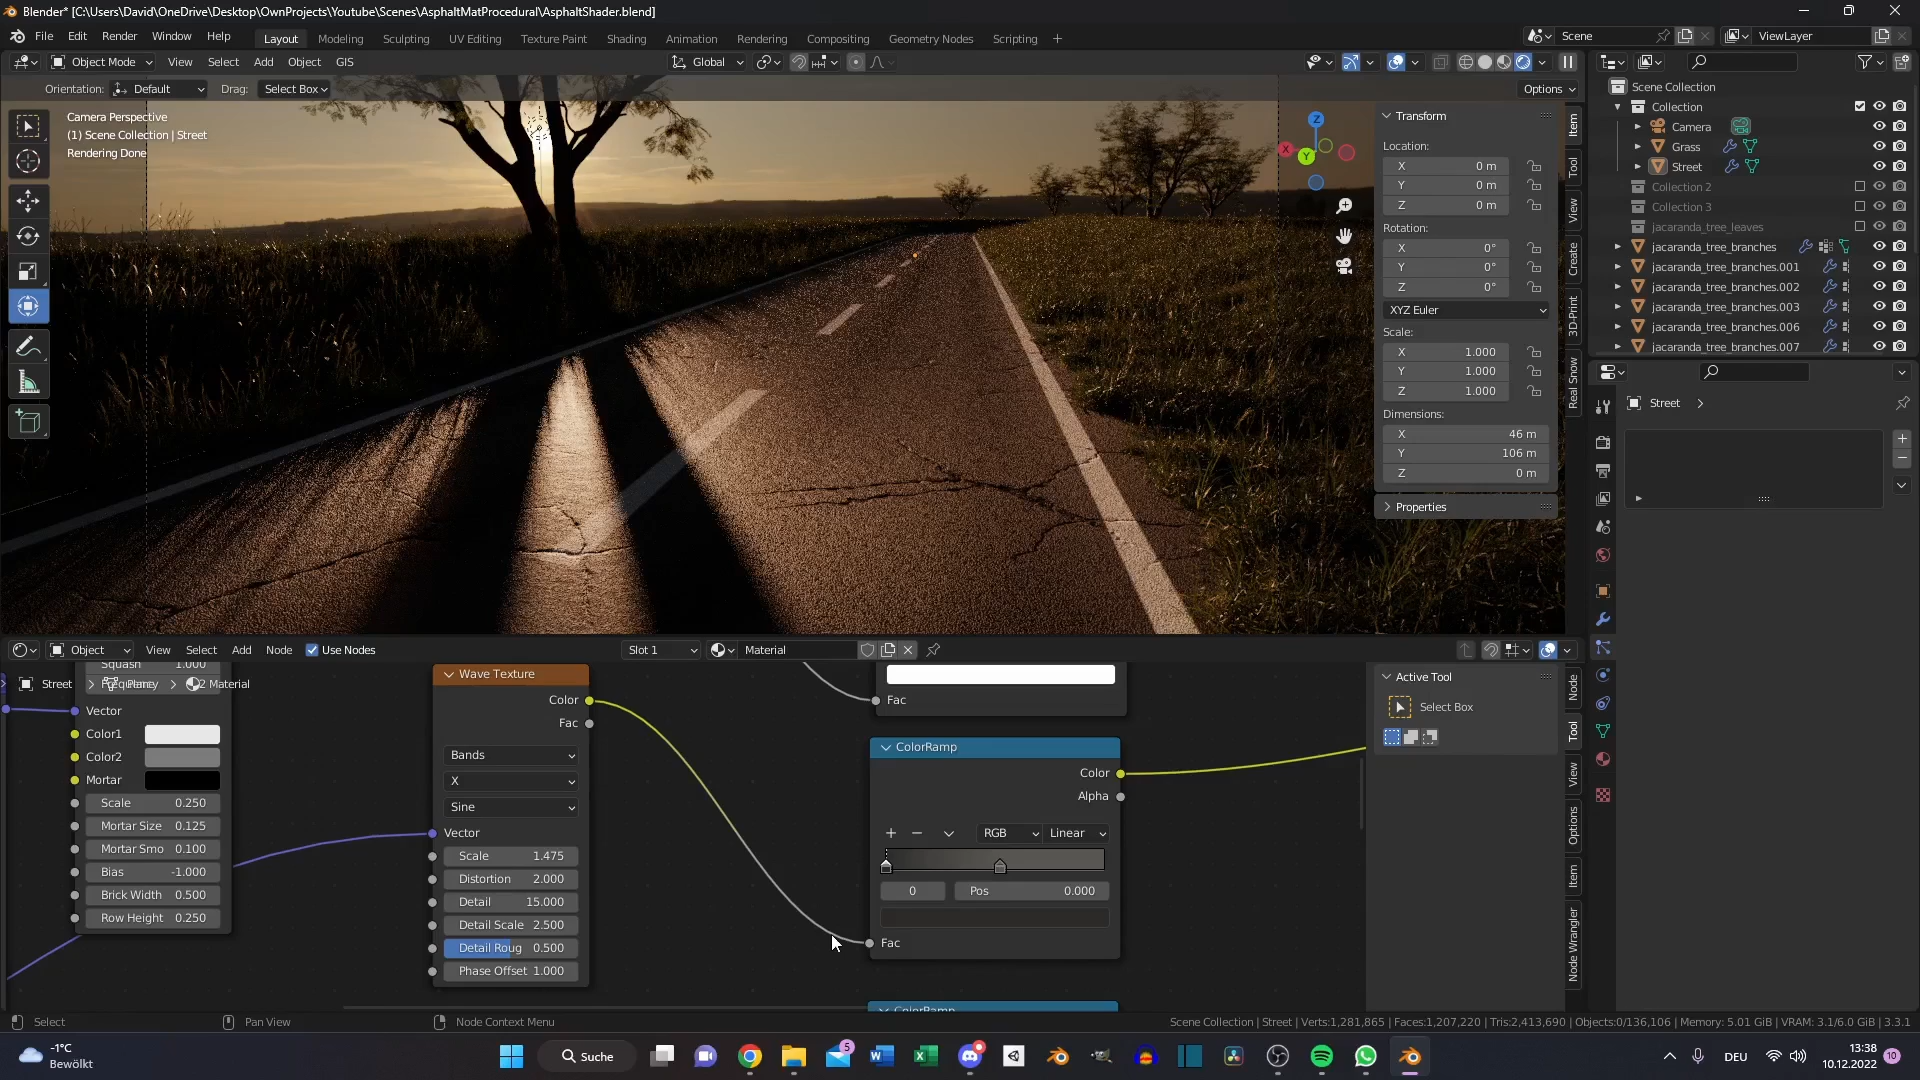 Blender* [C:\Users\David\OneDrive\Desktop\OwnProjects\Youtube\Scenes\AsphaltMatProcedural\AsphaltShader.blend]
File Edit Render Window Help Layout Modeling Sculpting UV Editing Texture Paint Shading Animation Rendering Compositing Geometry Nodes Scripting + Scene ViewLayer
Object Mode View Select Add Object GIS Global
Orientation: Default Drag: Select Box Options
Camera Perspective
(1) Scene Collection | Street
Rendering Done
Z
X
Y
Transform
Location:
X 0 m
Y 0 m
Z 0 m
Rotation:
X 0°
Y 0°
Z 0°
XYZ Euler
Scale:
X 1.000
Y 1.000
Z 1.000
Dimensions:
X 46 m
Y 106 m
Z 0 m
Properties
Item
Tool
View
Create
3D-Print
Real Snow
Scene Collection
Collection
Camera
Grass
Street
Collection 2
Collection 3
jacaranda_tree_leaves
jacaranda_tree_branches
jacaranda_tree_branches.001
jacaranda_tree_branches.002
jacaranda_tree_branches.003
jacaranda_tree_branches.006
jacaranda_tree_branches.007
Street
Object View Select Add Node Use Nodes Slot 1 Material
Squash 1.000
Street Plane 2 Material
Vector
Color1
Color2
Mortar
Scale 0.250
Mortar Size 0.125
Mortar Smo 0.100
Bias -1.000
Brick Width 0.500
Row Height 0.250
Wave Texture
Color
Fac
Bands
X
Sine
Vector
Scale 1.475
Distortion 2.000
Detail 15.000
Detail Scale 2.500
Detail Roug 0.500
Phase Offset 1.000
Fac
ColorRamp
Color
Alpha
RGB Linear
0 Pos 0.000
Fac
ColorRamp
Active Tool
Select Box
Node
Tool
View
Options
Item
Node Wrangler
Select Pan View Node Context Menu Scene Collection | Street | Verts:1,281,865 | Faces:1,207,220 | Tris:2,413,690 | Objects:0/136,106 | Memory: 5.01 GiB | VRAM: 3.1/6.0 GiB | 3.3.1
-1°C
Bewölkt
Suche
5
DEU
13:38
10.12.2022
10